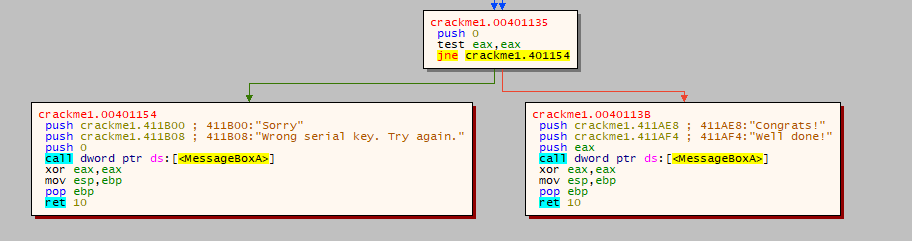 crackme1.00401135
push 0
test eax,eax
jne crackme1.401154
crackme1.00401154
push crackme1.411B00 ; 411B00:"Sorry"
push crackme1.411B08 ; 411B08:"Wrong serial key. Try again."
push 0
call dword ptr ds:[<MessageBoxA>]
xor eax,eax
mov esp,ebp
pop ebp
ret 10
crackme1.0040113B
push crackme1.411AE8 ; 411AE8:"Congrats!"
push crackme1.411AF4 ; 411AF4:"Well done!"
push eax
call dword ptr ds:[<MessageBoxA>]
xor eax,eax
mov esp,ebp
pop ebp
ret 10